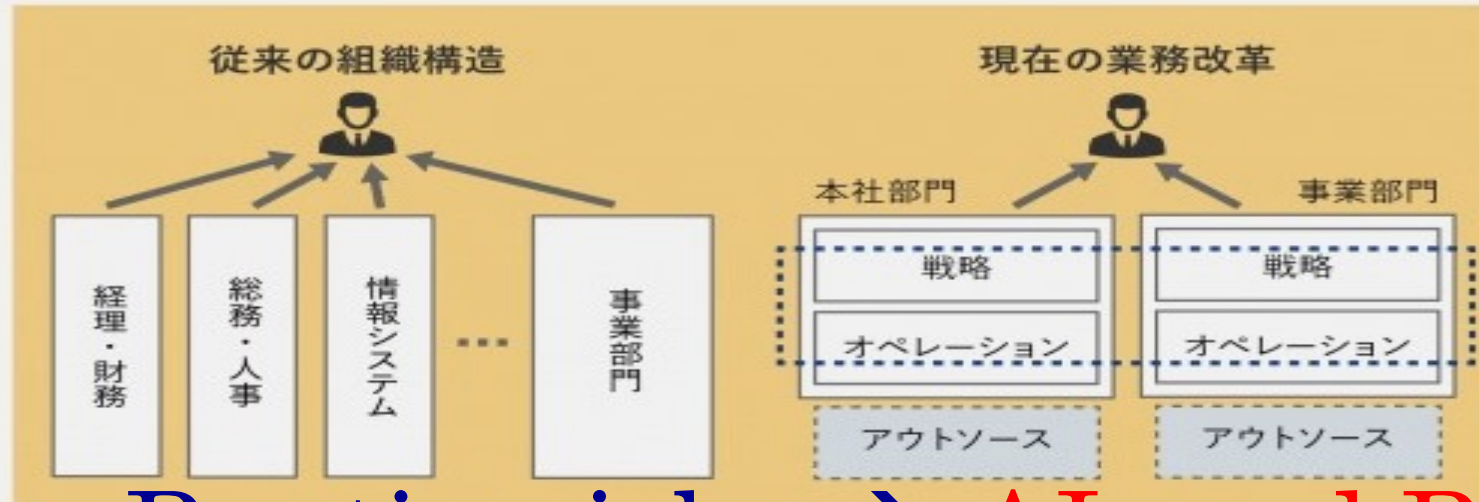 従来の組織構造
経理・財務
総務・人事
情報システム
...
事業部門
現在の業務改革
本社部門
事業部門
戦略
戦略
オペレーション
オペレーション
アウトソース
アウトソース